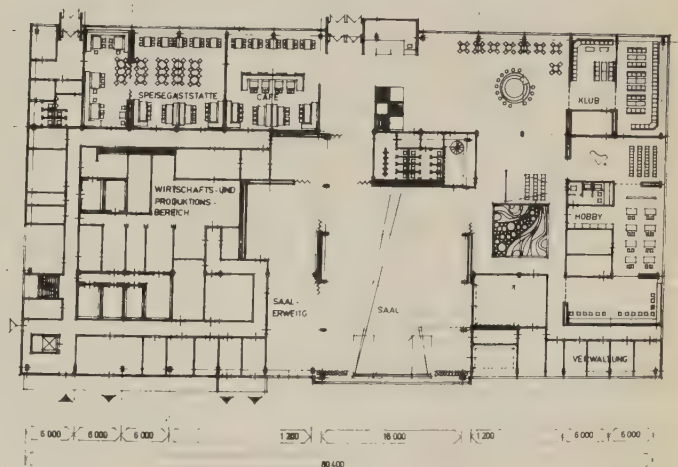 SPEISEGASTSTÄTTE
CAFE
KLUB
WIRTSCHAFTS- UND
PRODUKTIONS -
BEREICH
HOBBY
SAAL-
ERWEITG
SAAL
VERWALTUNG
6 000
6 000
6 000
1 200
16 000
1 200
6 000
6 000
80 400